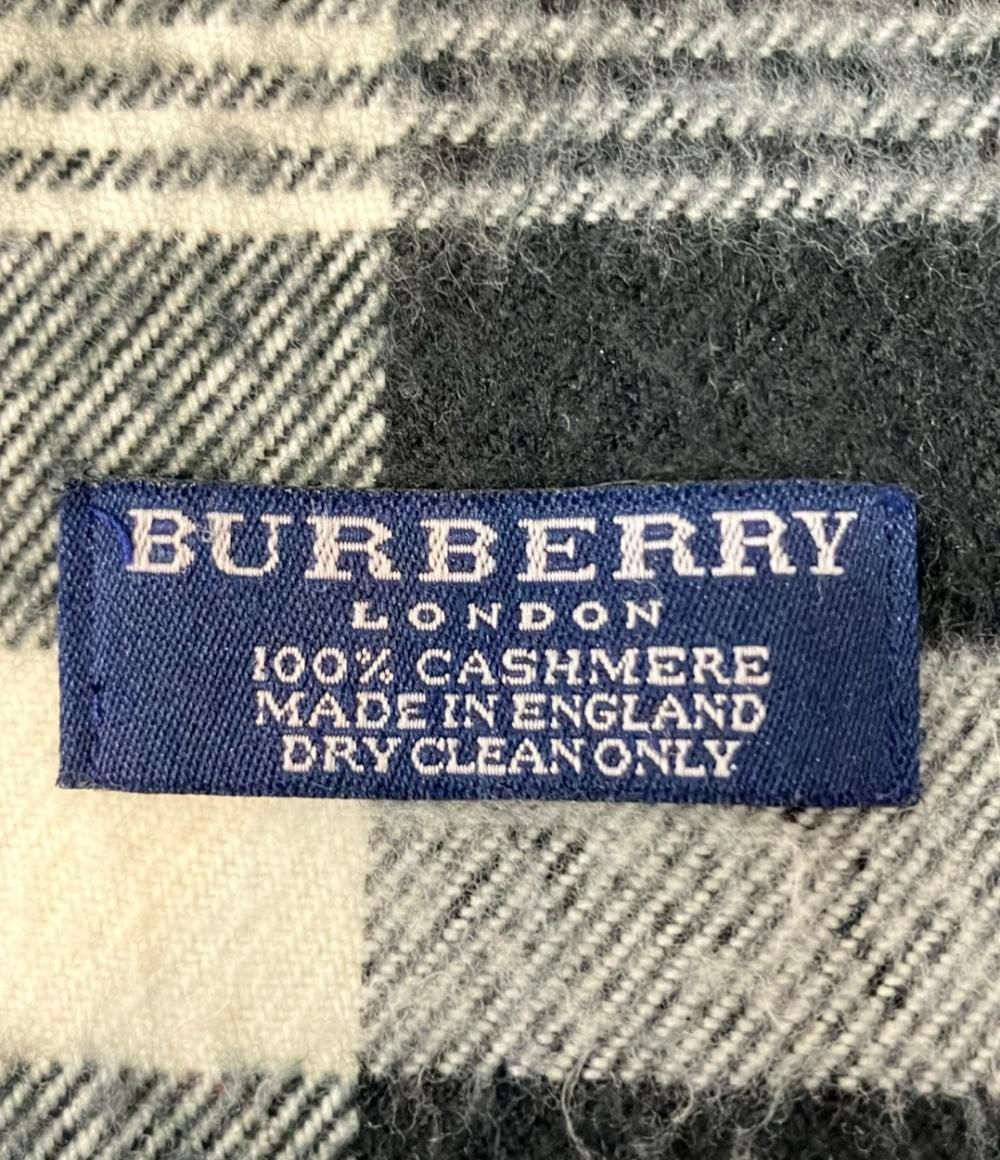 BURBERRY
LONDON
100% CASHMERE
MADE IN ENGLAND
DRY CLEAN ONLY